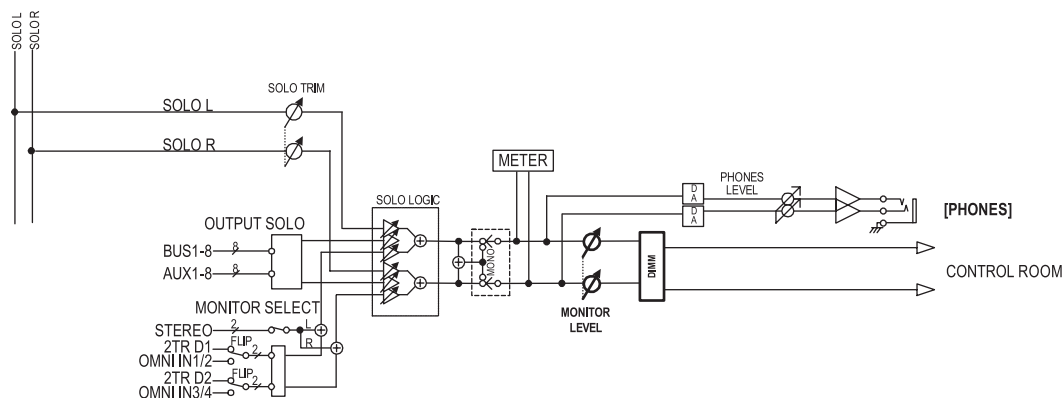 SOLO L
SOLO R
SOLO TRIM
SOLO L
SOLO R
METER
D
A
D
A
PHONES
LEVEL
[PHONES]
SOLO LOGIC
OUTPUT SOLO
BUS1-8
8
AUX1-8
8
MONO
DIMM
CONTROL ROOM
MONITOR
LEVEL
MONITOR SELECT
STEREO
2
L
R
2TR D1
FLIP
2
OMNI IN1/2
2TR D2
FLIP
2
OMNI IN3/4